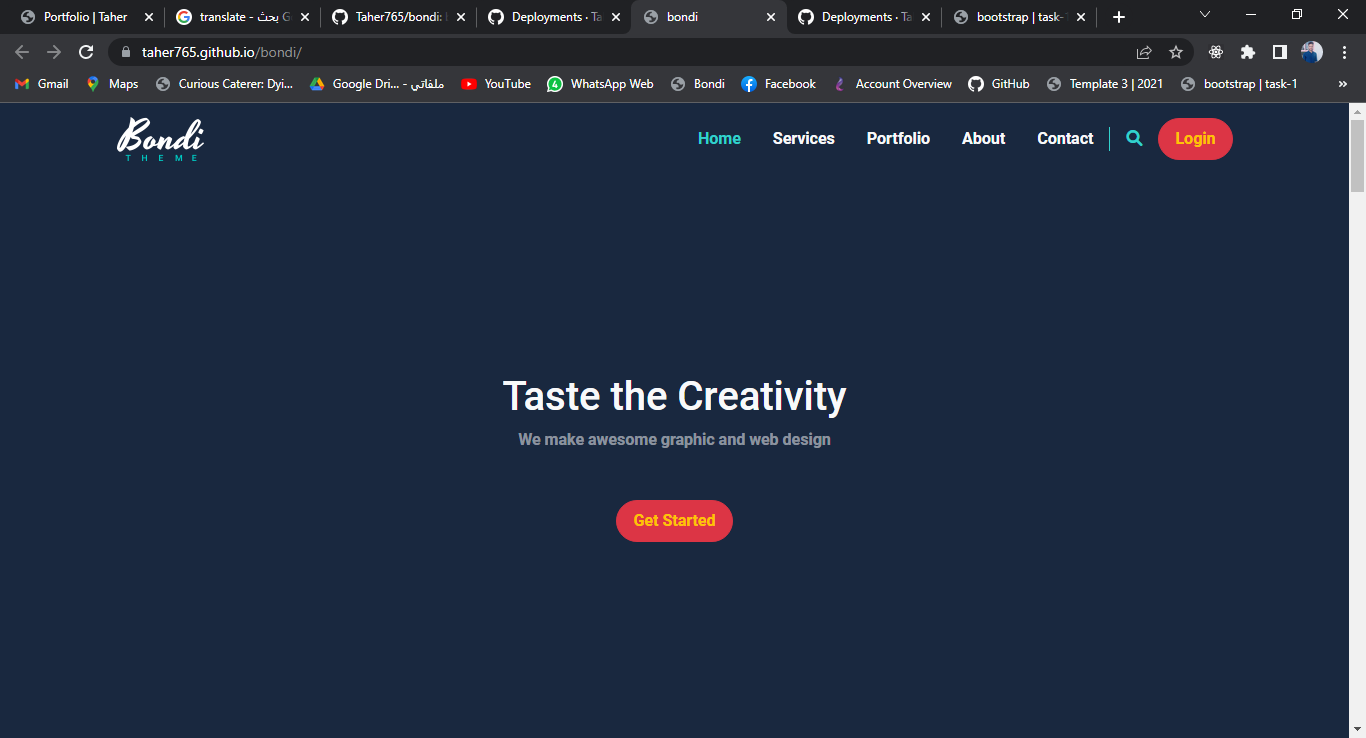 Portfolio | Taher
translate - بحث G
Taher765/bondi:
Deployments · Ta
bondi
Deployments · Ta
bootstrap | task-1
taher765.github.io/bondi/
Gmail
Maps
Curious Caterer: Dyi...
Google Dri... - ملفاتي
YouTube
4
WhatsApp Web
Bondi
Facebook
Account Overview
GitHub
Template 3 | 2021
bootstrap | task-1
»
Bondi
THEME
Home
Services
Portfolio
About
Contact
Login
Taste the Creativity
We make awesome graphic and web design
Get Started